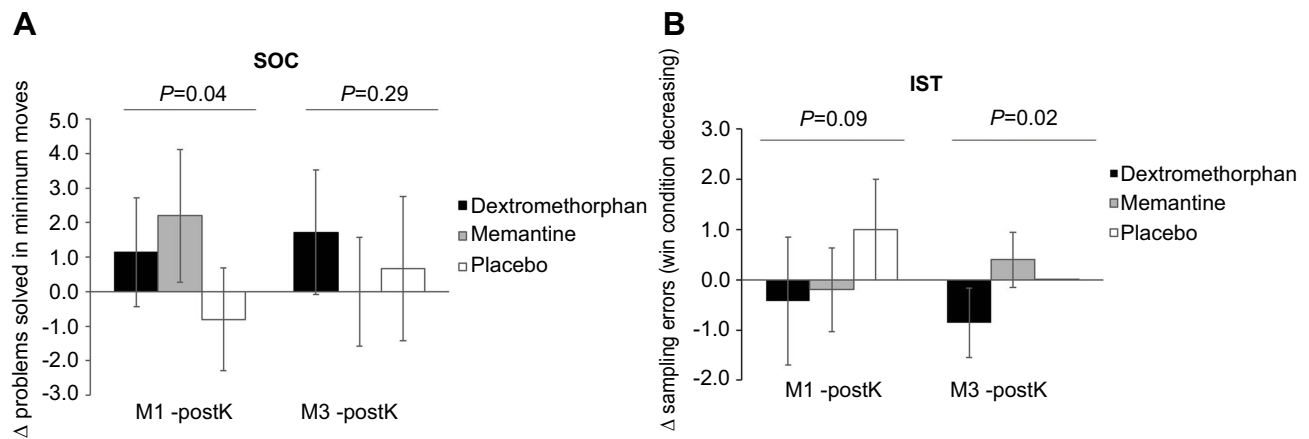 A
SOC
P=0.04
P=0.29
Δ problems solved in minimum moves
5.0
4.0
3.0
2.0
1.0
0.0
-1.0
-2.0
-3.0
M1 -postK
M3 -postK
Dextromethorphan
Memantine
Placebo
B
IST
P=0.09
P=0.02
Δ sampling errors (win condition decreasing)
3.0
2.0
1.0
0.0
-1.0
-2.0
M1 -postK
M3 -postK
Dextromethorphan
Memantine
Placebo